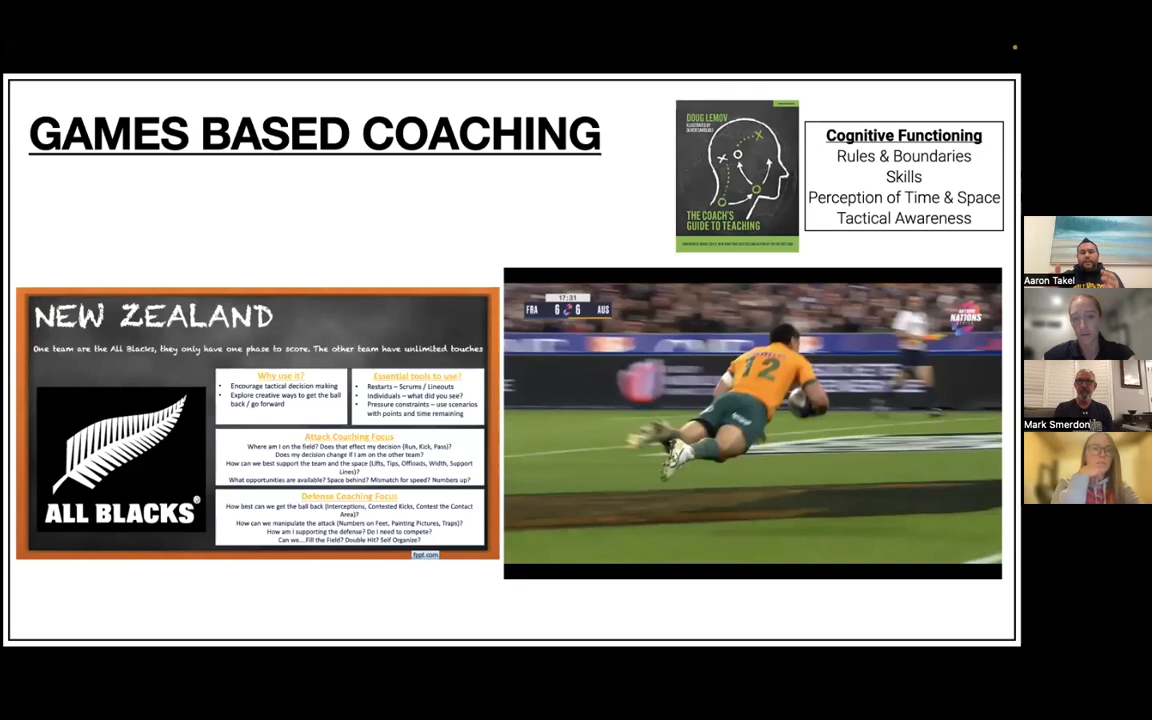 GAMES BASED COACHING
DOUG LEMOV
THE COACH'S
GUIDE TO TEACHING
Cognitive Functioning
Rules & Boundaries
Skills
Perception of Time & Space
Tactical Awareness
NEW ZEALAND
One team are the All Blacks, they only have one phase to score. The other team have unlimited touches
ALL BLACKS
Why use it?
• Encourage tactical decision making
• Explore creative ways to get the ball
back / go forward
Essential tools to use?
• Restarts – Scrums / Lineouts
• Individuals – what did you see?
• Pressure constraints – use scenarios
with points and time remaining
Attack Coaching Focus
Where am I on the field? Does that effect my decision (Run, Kick, Pass)?
Does my decision change if I am on the other team?
How can we best support the team and the space (Lifts, Tips, Offloads, Width, Support
Lines)?
What opportunities are available? Space behind? Mismatch for speed? Numbers up?
Defense Coaching Focus
How best can we get the ball back (Interceptions, Contested Kicks, Contest the Contact
Area)?
How can we manipulate the attack (Numbers on Feet, Painting Pictures, Traps)?
How am I supporting the defense? Do I need to compete?
Can we....Fill the Field? Double Hit? Self Organize?
fppt.com
17:31
FRA 6 6 AUS
NATIONS
12
Aaron Takel
Mark Smerdon